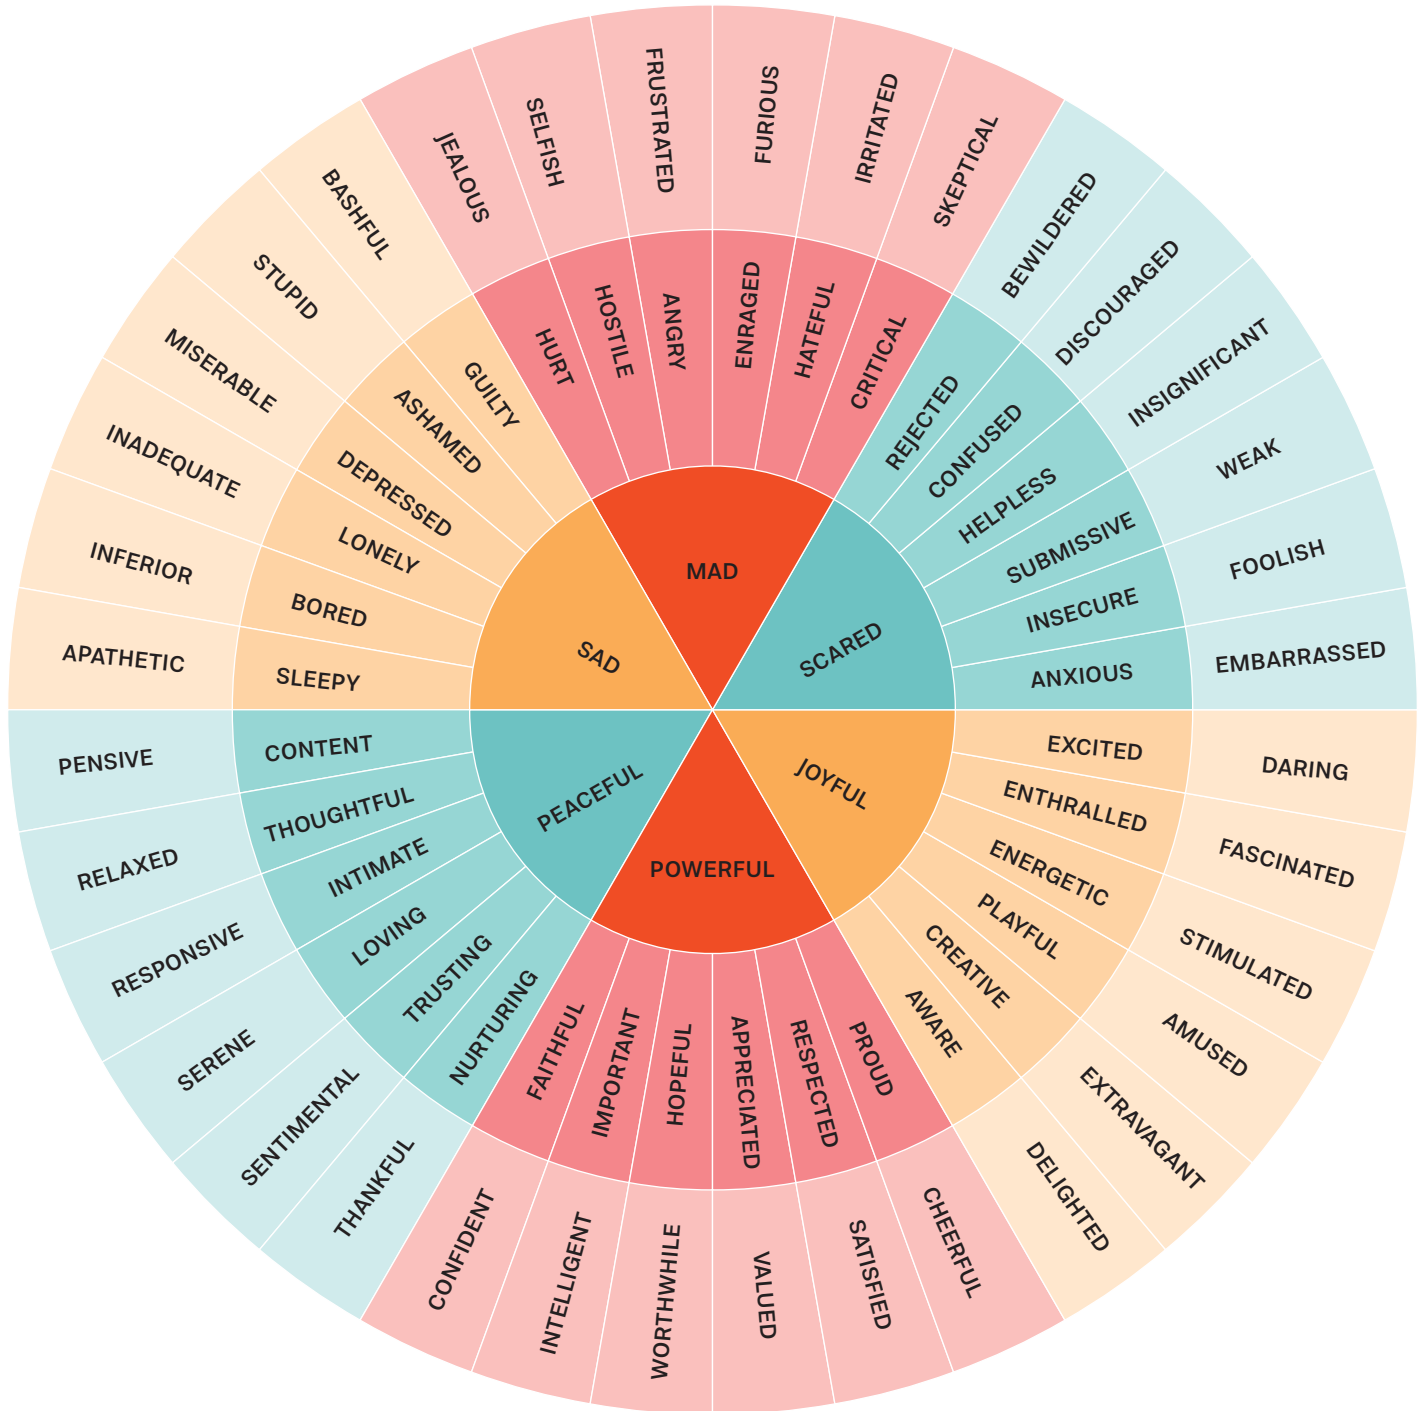 MAD
SCARED
JOYFUL
POWERFUL
PEACEFUL
SAD
HURT
HOSTILE
ANGRY
ENRAGED
HATEFUL
CRITICAL
REJECTED
CONFUSED
HELPLESS
SUBMISSIVE
INSECURE
ANXIOUS
EXCITED
ENTHRALLED
ENERGETIC
PLAYFUL
CREATIVE
AWARE
PROUD
RESPECTED
APPRECIATED
HOPEFUL
IMPORTANT
FAITHFUL
NURTURING
TRUSTING
LOVING
INTIMATE
THOUGHTFUL
CONTENT
SLEEPY
BORED
LONELY
DEPRESSED
ASHAMED
GUILTY
JEALOUS
SELFISH
FRUSTRATED
FURIOUS
IRRITATED
SKEPTICAL
BEWILDERED
DISCOURAGED
INSIGNIFICANT
WEAK
FOOLISH
EMBARRASSED
DARING
FASCINATED
STIMULATED
AMUSED
EXTRAVAGANT
DELIGHTED
CHEERFUL
SATISFIED
VALUED
WORTHWHILE
INTELLIGENT
CONFIDENT
THANKFUL
SENTIMENTAL
SERENE
RESPONSIVE
RELAXED
PENSIVE
APATHETIC
INFERIOR
INADEQUATE
MISERABLE
STUPID
BASHFUL